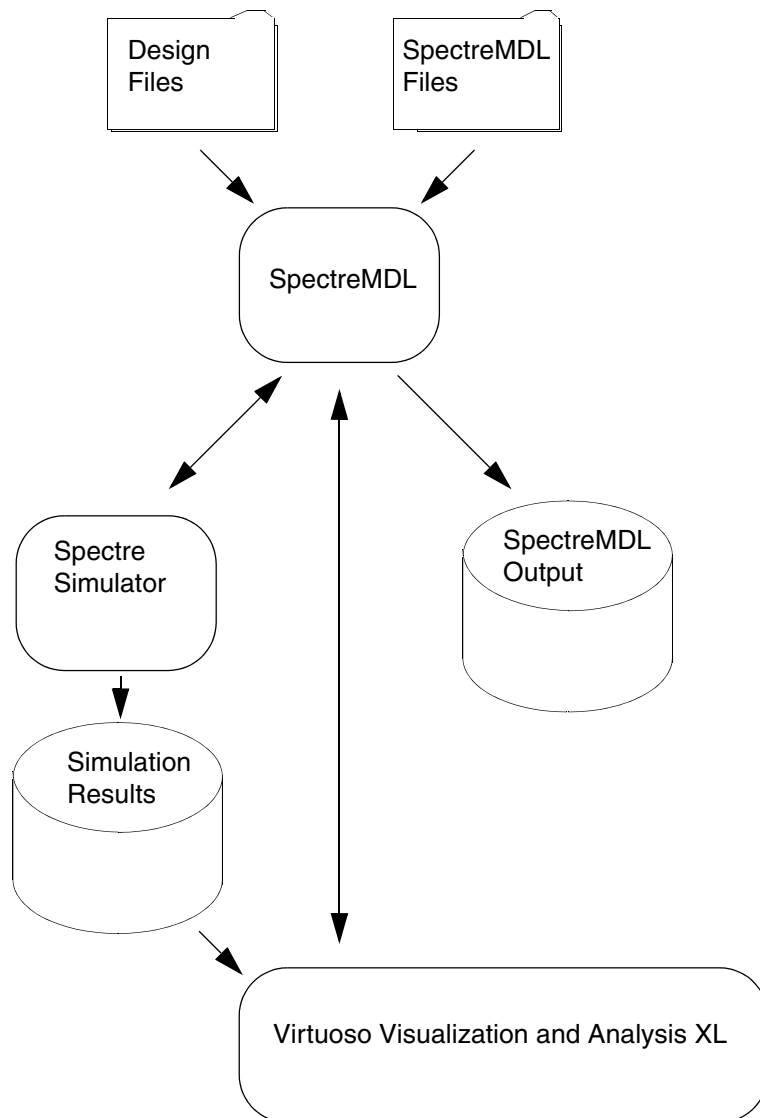 Design
Files
SpectreMDL
Files
SpectreMDL
Spectre
Simulator
SpectreMDL
Output
Simulation
Results
Virtuoso Visualization and Analysis XL